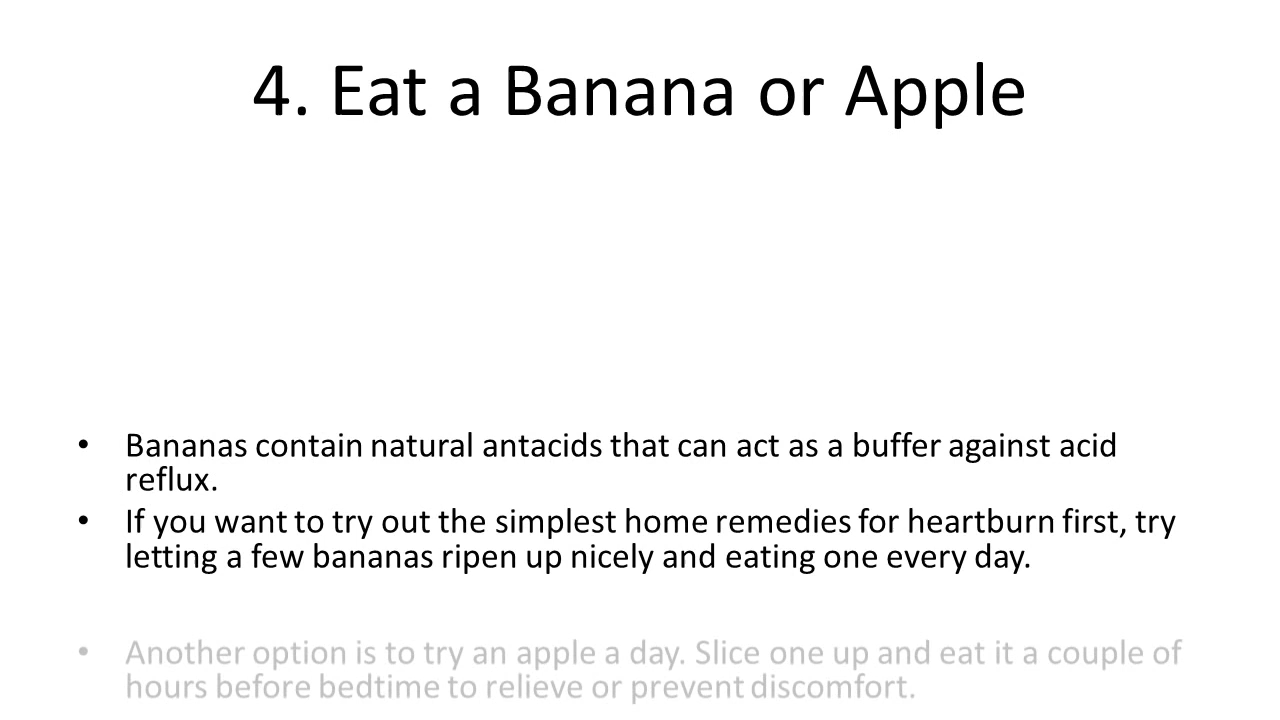 4. Eat a Banana or Apple
• Bananas contain natural antacids that can act as a buffer against acid
reflux.
• If you want to try out the simplest home remedies for heartburn first, try
letting a few bananas ripen up nicely and eating one every day.
• Another option is to try an apple a day. Slice one up and eat it a couple of
hours before bedtime to relieve or prevent discomfort.